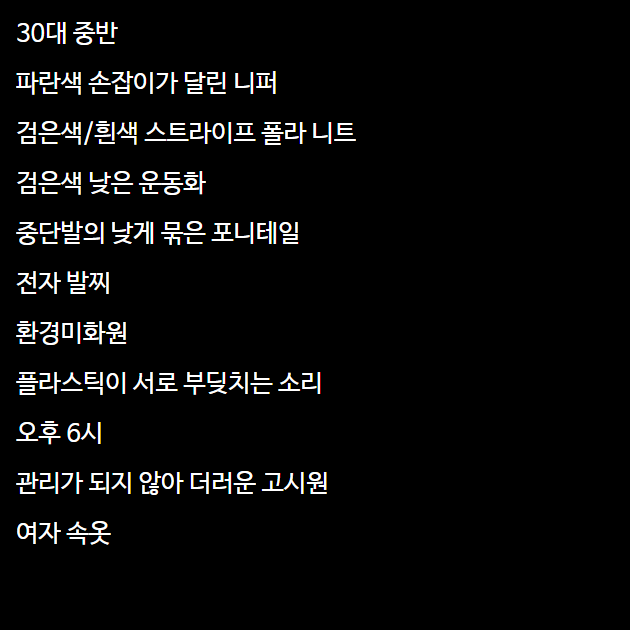 30대 중반
파란색 손잡이가 달린 니퍼
검은색/흰색 스트라이프 폴라 니트
검은색 낮은 운동화
중단발의 낮게 묶은 포니테일
전자 발찌
환경미화원
플라스틱이 서로 부딪치는 소리
오후 6시
관리가 되지 않아 더러운 고시원
여자 속옷